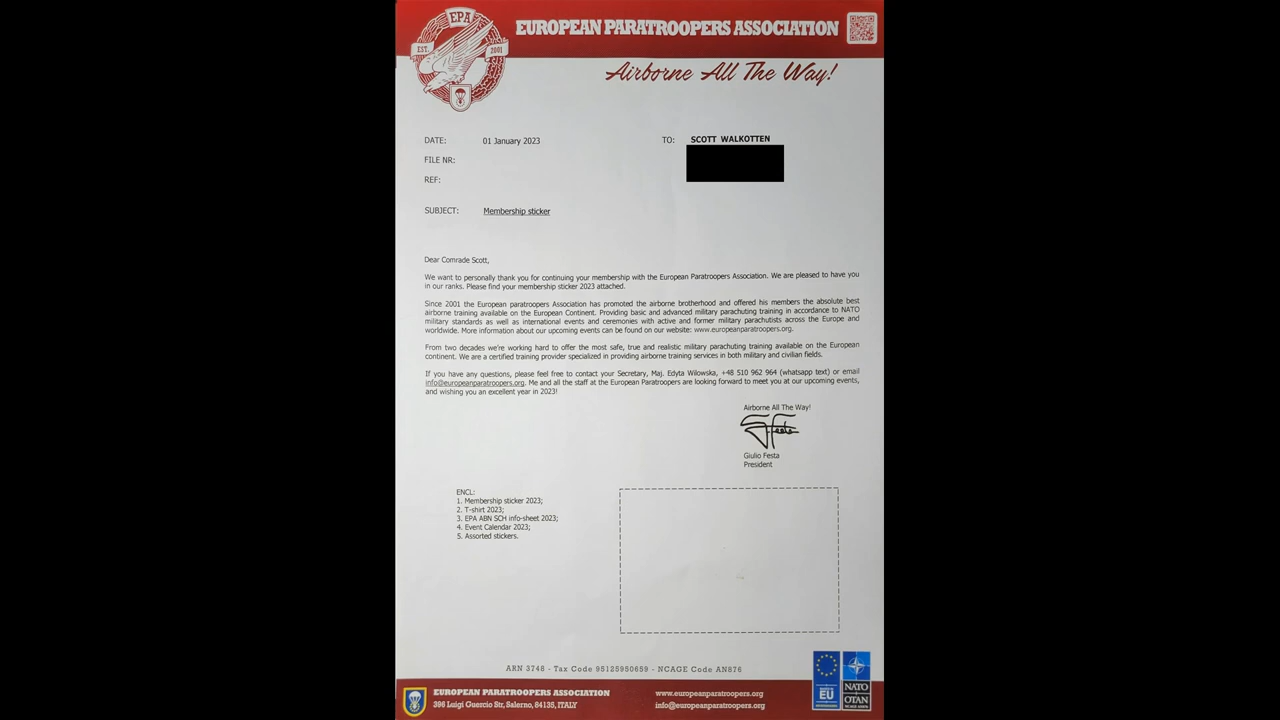 EPA
EST. 2001
EUROPEAN PARATROOPERS ASSOCIATION
Airborne All The Way!
DATE: 01 January 2023
TO: SCOTT WALKOTTEN
FILE NR:
REF:
SUBJECT: Membership sticker
Dear Comrade Scott,
We want to personally thank you for continuing your membership with the European Paratroopers Association. We are pleased to have you
in our ranks. Please find your membership sticker 2023 attached.
Since 2001 the European paratroopers Association has promoted the airborne brotherhood and offered his members the absolute best
airborne training available on the European Continent. Providing basic and advanced military parachuting training in accordance to NATO
military standards as well as international events and ceremonies with active and former military parachutists across the Europe and
worldwide. More information about our upcoming events can be found on our website: www.europeanparatroopers.org.
From two decades we're working hard to offer the most safe, true and realistic military parachuting training available on the European
continent. We are a certified training provider specialized in providing airborne training services in both military and civilian fields.
If you have any questions, please feel free to contact your Secretary, Maj. Edyta Wilowska, +48 510 962 964 (whatsapp text) or email
info@europeanparatroopers.org. Me and all the staff at the European Paratroopers are looking forward to meet you at our upcoming events,
and wishing you an excellent year in 2023!
Airborne All The Way!
Giulio Festa
President
ENCL:
1. Membership sticker 2023;
2. T-shirt 2023;
3. EPA ABN SCH info-sheet 2023;
4. Event Calendar 2023;
5. Assorted stickers.
ARN 3748 - Tax Code 95125950659 - NCAGE Code AN876
EUROPEAN PARATROOPERS ASSOCIATION
396 Luigi Guercio Str, Salerno, 84135, ITALY
www.europeanparatroopers.org
info@europeanparatroopers.org
EU
NATO
OTAN